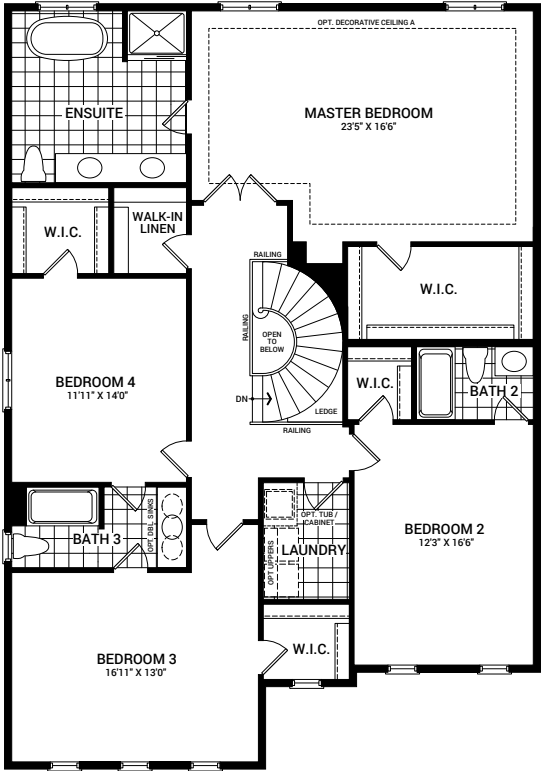 OPT. DECORATIVE CEILING A
ENSUITE
MASTER BEDROOM
23'5" X 16'6"
W.I.C.
WALK-IN
LINEN
RAILING
W.I.C.
RAILING
OPEN
TO
BELOW
BEDROOM 4
11'11" X 14'0"
W.I.C.
BATH 2
DN
LEDGE
RAILING
OPT. DBL. SINKS
OPT. TUB /
CABINET
BATH 3
OPT UPPERS
LAUNDRY
BEDROOM 2
12'3" X 16'6"
W.I.C.
BEDROOM 3
16'11" X 13'0"